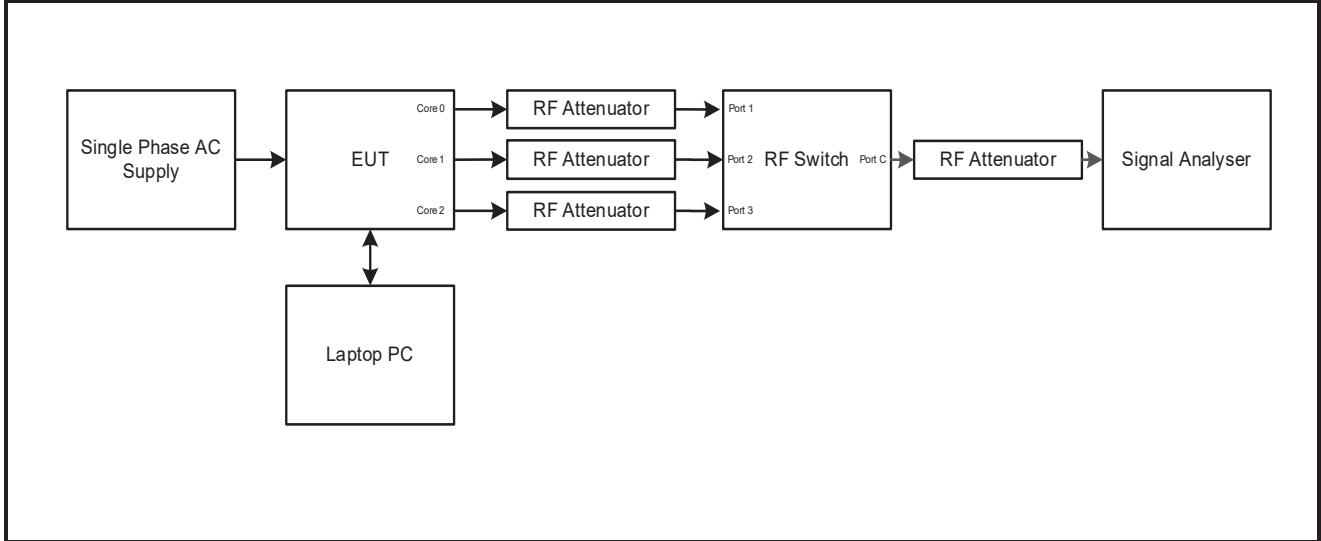 Single Phase AC
Supply
EUT
Core 0
Core 1
Core 2
RF Attenuator
RF Attenuator
RF Attenuator
Port 1
Port 2
Port 3
RF Switch
Port C
RF Attenuator
Signal Analyser
Laptop PC